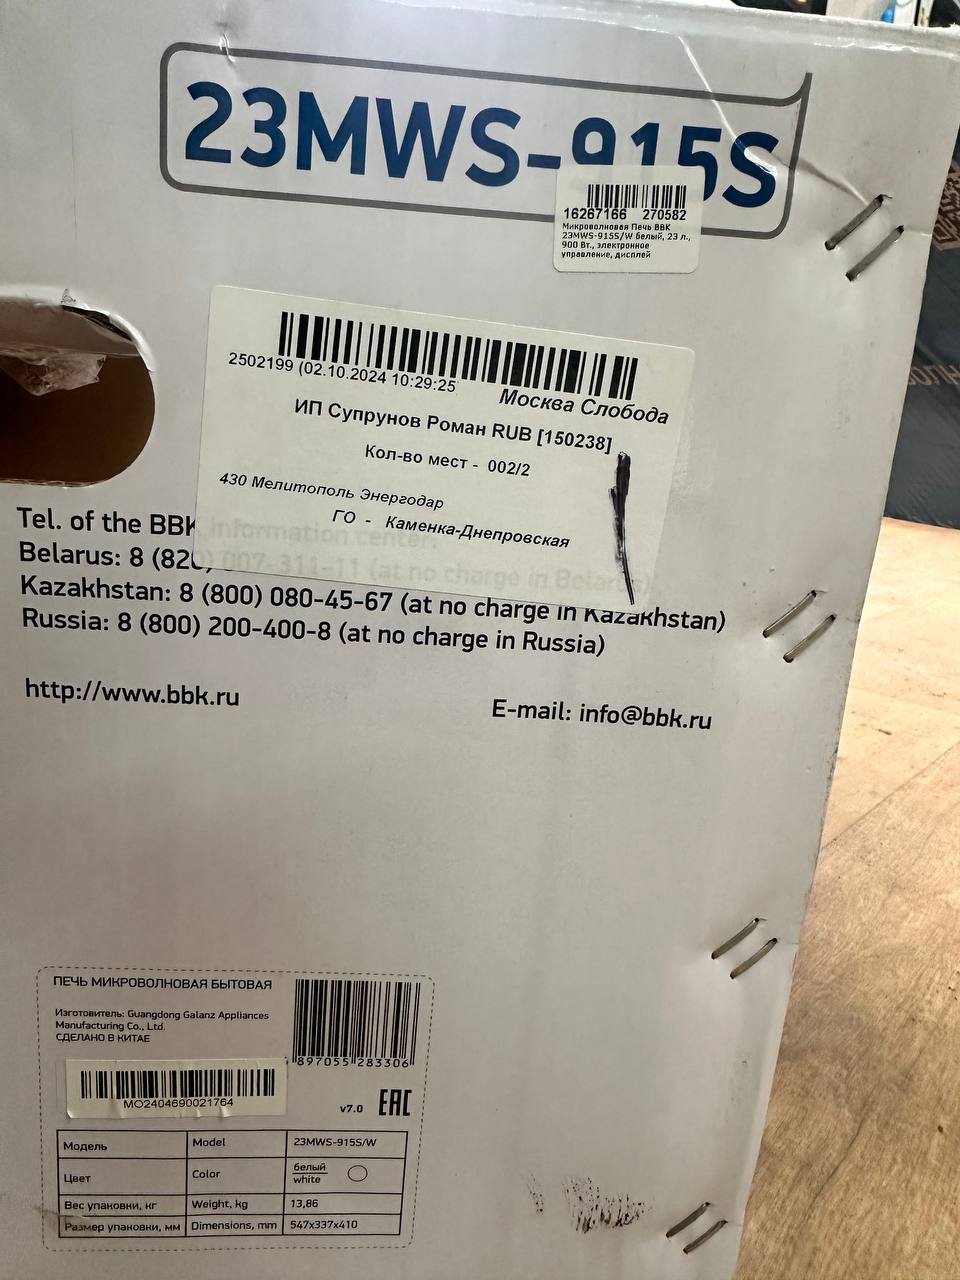 23MWS-915S
16267166 270582
Микроволновая Печь BBK
23MWS-915S/W белый, 23 л.,
900 Вт., электронное
управление, дисплей
2502199 (02.10.2024 10:29:25
Москва Слобода
ИП Супрунов Роман RUB [150238]
Кол-во мест - 002/2
430 Мелитополь Энергодар
ГО - Каменка-Днепровская
Tel. of the BBK information center:
Belarus: 8 (820) 007-311-11 (at no charge in Belarus)
Kazakhstan: 8 (800) 080-45-67 (at no charge in Kazakhstan)
Russia: 8 (800) 200-400-8 (at no charge in Russia)
http://www.bbk.ru
E-mail: info@bbk.ru
ПЕЧЬ МИКРОВОЛНОВАЯ БЫТОВАЯ
Изготовитель: Guangdong Galanz Appliances
Manufacturing Co., Ltd.
СДЕЛАНО В КИТАЕ
897055 283306
MO2404690021764
v7.0 EAC
Модель Model 23MWS-915S/W
Цвет Color белый white
Вес упаковки, кг Weight, kg 13,86
Размер упаковки, мм Dimensions, mm 547x337x410